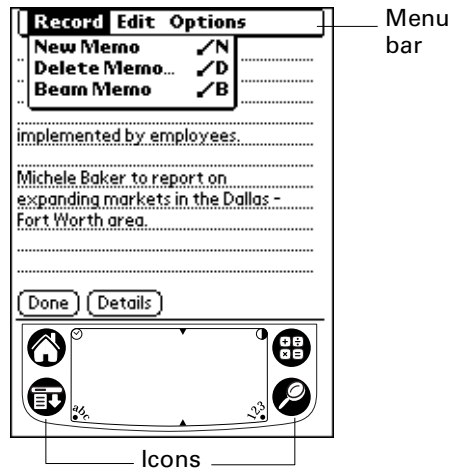 Record Edit Options
Menu bar
New Memo /N
Delete Memo... /D
Beam Memo /B
implemented by employees.
Michele Baker to report on
expanding markets in the Dallas -
Fort Worth area.
Done Details
abc 123
Icons